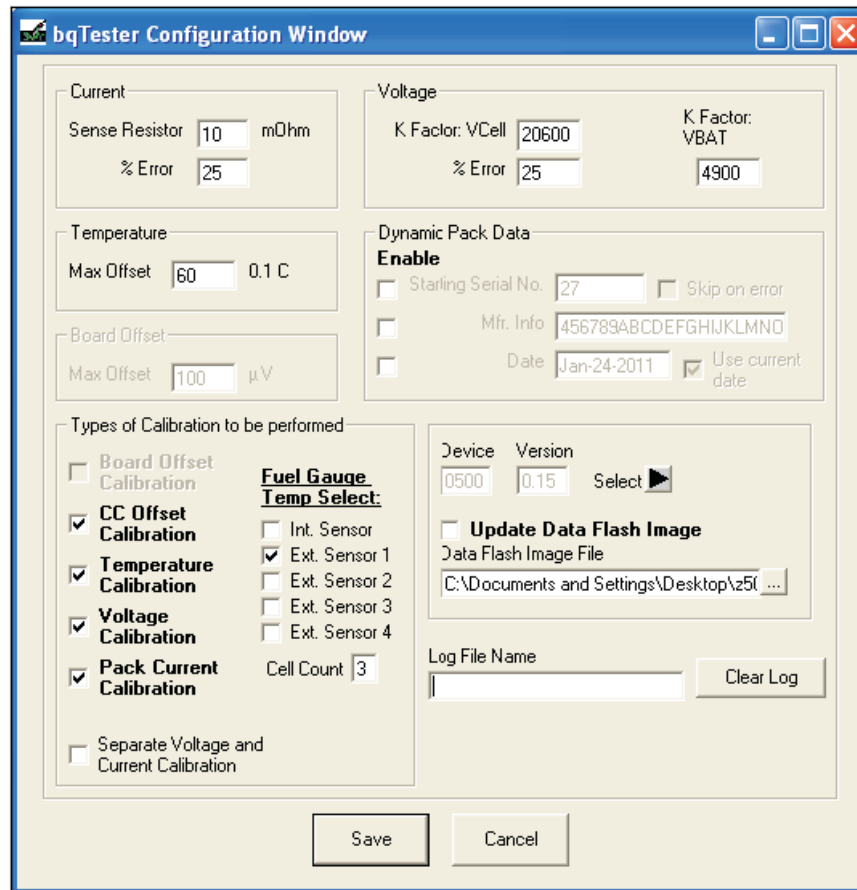 bqTester Configuration Window
Current
Sense Resistor 10 mOhm
% Error 25
Voltage
K Factor: VCell 20600
% Error 25
K Factor:
VBAT
4900
Temperature
Max Offset 60 0.1 C
Board Offset
Max Offset 100 µV
Dynamic Pack Data
Enable
Starling Serial No. 27 Skip on error
Mfr. Info 456789ABCDEFGHIJKLMNO
Date Jan-24-2011 Use current
date
Types of Calibration to be performed
Board Offset
Calibration
CC Offset
Calibration
Temperature
Calibration
Voltage
Calibration
Pack Current
Calibration
Fuel Gauge
Temp Select:
Int. Sensor
Ext. Sensor 1
Ext. Sensor 2
Ext. Sensor 3
Ext. Sensor 4
Cell Count 3
Separate Voltage and
Current Calibration
Device Version
0500 0.15 Select
Update Data Flash Image
Data Flash Image File
C:\Documents and Settings\Desktop\z50 ...
Log File Name
Clear Log
Save Cancel